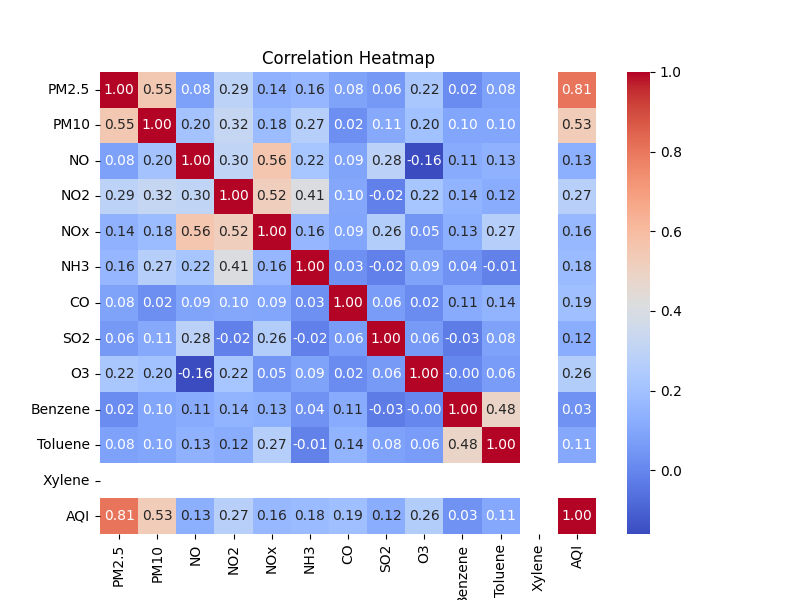 Correlation Heatmap
PM2.5 1.00 0.55 0.08 0.29 0.14 0.16 0.08 0.06 0.22 0.02 0.08 0.81
PM10 0.55 1.00 0.20 0.32 0.18 0.27 0.02 0.11 0.20 0.10 0.10 0.53
NO 0.08 0.20 1.00 0.30 0.56 0.22 0.09 0.28 -0.16 0.11 0.13 0.13
NO2 0.29 0.32 0.30 1.00 0.52 0.41 0.10 -0.02 0.22 0.14 0.12 0.27
NOx 0.14 0.18 0.56 0.52 1.00 0.16 0.09 0.26 0.05 0.13 0.27 0.16
NH3 0.16 0.27 0.22 0.41 0.16 1.00 0.03 -0.02 0.09 0.04 -0.01 0.18
CO 0.08 0.02 0.09 0.10 0.09 0.03 1.00 0.06 0.02 0.11 0.14 0.19
SO2 0.06 0.11 0.28 -0.02 0.26 -0.02 0.06 1.00 0.06 -0.03 0.08 0.12
O3 0.22 0.20 -0.16 0.22 0.05 0.09 0.02 0.06 1.00 -0.00 0.06 0.26
Benzene 0.02 0.10 0.11 0.14 0.13 0.04 0.11 -0.03 -0.00 1.00 0.48 0.03
Toluene 0.08 0.10 0.13 0.12 0.27 -0.01 0.14 0.08 0.06 0.48 1.00 0.11
Xylene
AQI 0.81 0.53 0.13 0.27 0.16 0.18 0.19 0.12 0.26 0.03 0.11 1.00
PM2.5 PM10 NO NO2 NOx NH3 CO SO2 O3 Benzene Toluene Xylene AQI
1.0
0.8
0.6
0.4
0.2
0.0